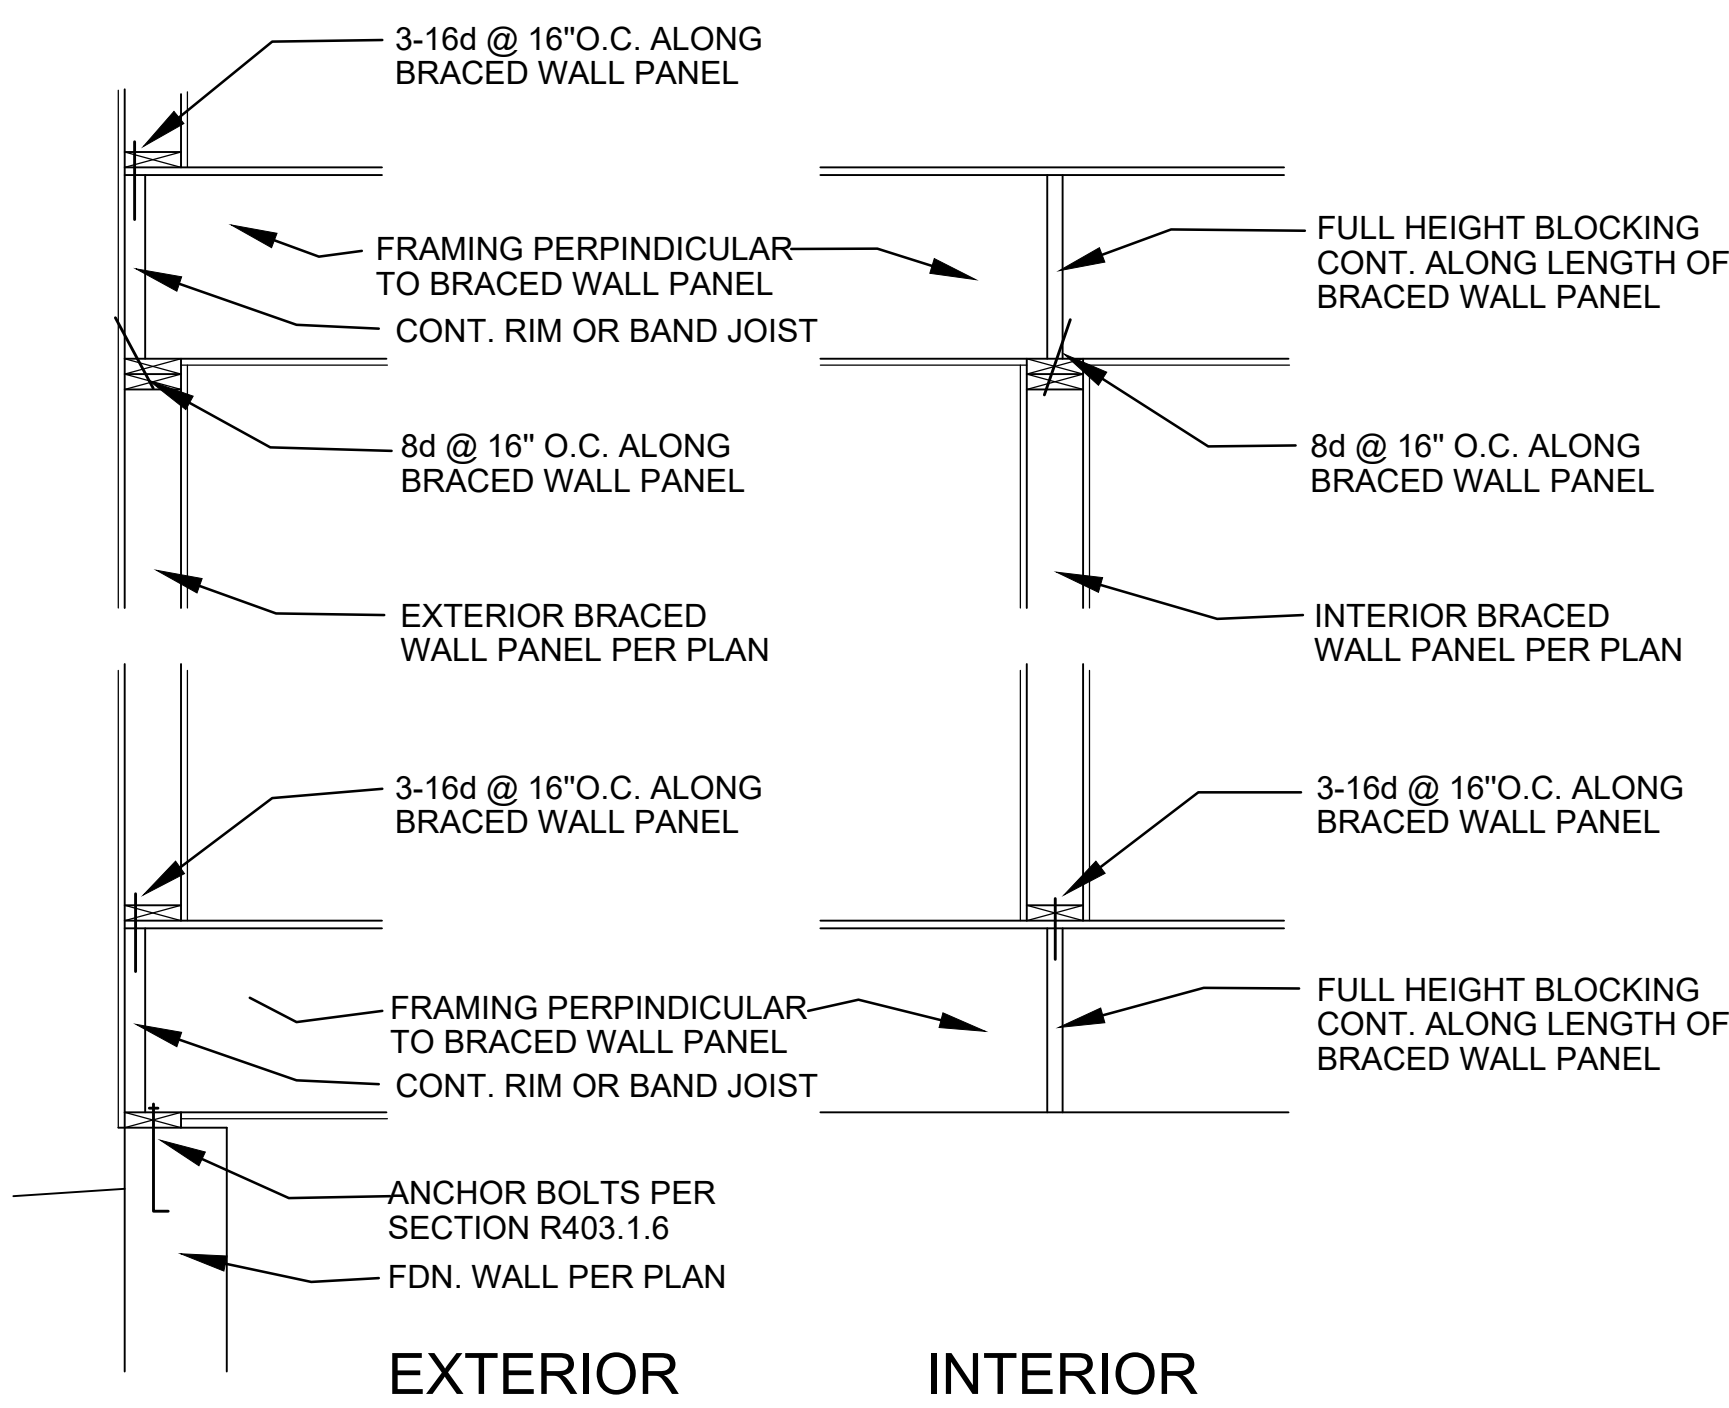 3-16d @ 16"O.C. ALONG
BRACED WALL PANEL
FRAMING PERPINDICULAR
TO BRACED WALL PANEL
CONT. RIM OR BAND JOIST
FULL HEIGHT BLOCKING
CONT. ALONG LENGTH OF
BRACED WALL PANEL
8d @ 16" O.C. ALONG
BRACED WALL PANEL
8d @ 16" O.C. ALONG
BRACED WALL PANEL
EXTERIOR BRACED
WALL PANEL PER PLAN
INTERIOR BRACED
WALL PANEL PER PLAN
3-16d @ 16"O.C. ALONG
BRACED WALL PANEL
3-16d @ 16"O.C. ALONG
BRACED WALL PANEL
FRAMING PERPINDICULAR
TO BRACED WALL PANEL
CONT. RIM OR BAND JOIST
FULL HEIGHT BLOCKING
CONT. ALONG LENGTH OF
BRACED WALL PANEL
ANCHOR BOLTS PER
SECTION R403.1.6
FDN. WALL PER PLAN
EXTERIOR
INTERIOR